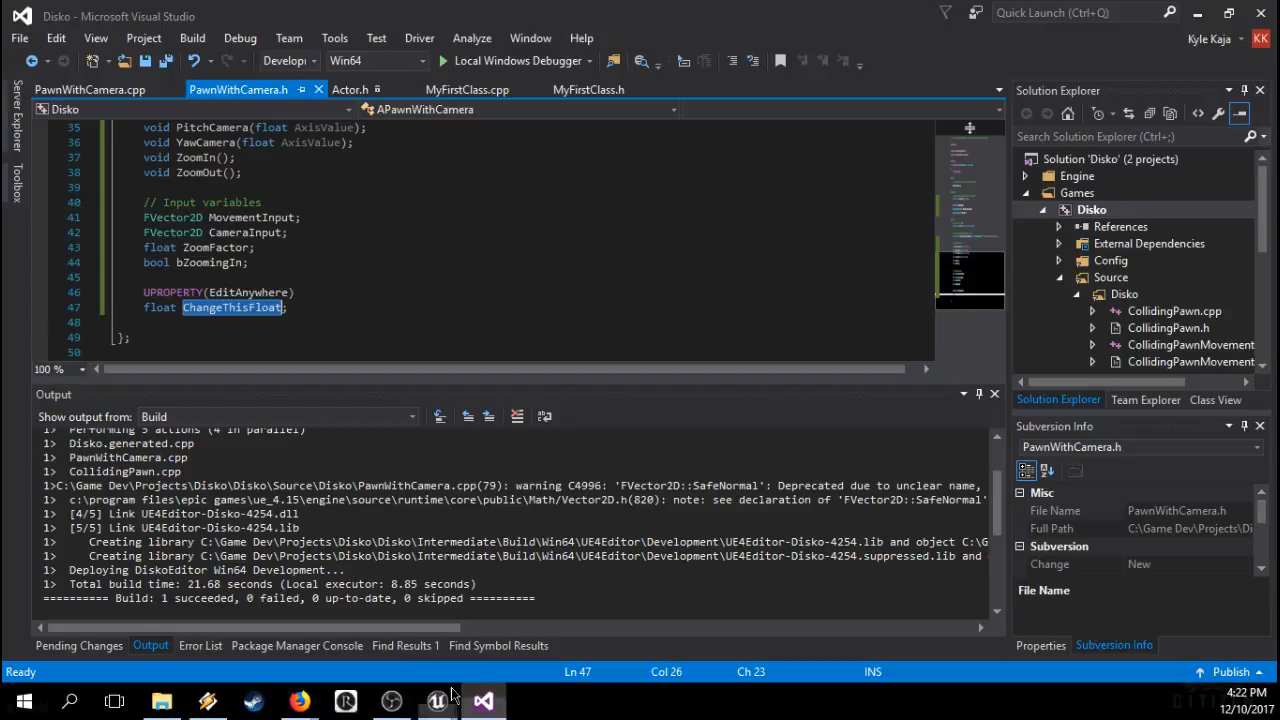 Disko - Microsoft Visual Studio
Quick Launch (Ctrl+Q)
File Edit View Project Build Debug Team Tools Test Driver Analyze Window Help
Kyle Kaja KK
Develop Win64 Local Windows Debugger
PawnWithCamera.cpp PawnWithCamera.h Actor.h MyFirstClass.cpp MyFirstClass.h
Disko APawnWithCamera
Server Explorer
Toolbox
35 void PitchCamera(float AxisValue);
36 void YawCamera(float AxisValue);
37 void ZoomIn();
38 void ZoomOut();
39
40 // Input variables
41 FVector2D MovementInput;
42 FVector2D CameraInput;
43 float ZoomFactor;
44 bool bZoomingIn;
45
46 UPROPERTY(EditAnywhere)
47 float ChangeThisFloat;
48
49 };
50
100 %
Output
Show output from: Build
1> Performing 5 actions (4 in parallel)
1> Disko.generated.cpp
1> PawnWithCamera.cpp
1> CollidingPawn.cpp
1>C:\Game Dev\Projects\Disko\Disko\Source\Disko\PawnWithCamera.cpp(79): warning C4996: 'FVector2D::SafeNormal': Deprecated due to unclear name,
1> c:\program files\epic games\ue_4.15\engine\source\runtime\core\public\Math/Vector2D.h(820): note: see declaration of 'FVector2D::SafeNormal'
1> [4/5] Link UE4Editor-Disko-4254.dll
1> [5/5] Link UE4Editor-Disko-4254.lib
1> Creating library C:\Game Dev\Projects\Disko\Disko\Intermediate\Build\Win64\UE4Editor\Development\UE4Editor-Disko-4254.lib and object C:\G
1> Creating library C:\Game Dev\Projects\Disko\Disko\Intermediate\Build\Win64\UE4Editor\Development\UE4Editor-Disko-4254.suppressed.lib and
1> Deploying DiskoEditor Win64 Development...
1> Total build time: 21.68 seconds (Local executor: 8.85 seconds)
========== Build: 1 succeeded, 0 failed, 0 up-to-date, 0 skipped ==========
Pending Changes Output Error List Package Manager Console Find Results 1 Find Symbol Results
Solution Explorer
Search Solution Explorer (Ctrl+;)
Solution 'Disko' (2 projects)
Engine
Games
Disko
References
External Dependencies
Config
Source
Disko
CollidingPawn.cpp
CollidingPawn.h
CollidingPawnMovement
CollidingPawnMovement
Solution Explorer Team Explorer Class View
Subversion Info
PawnWithCamera.h
Misc
File Name PawnWithCamera.h
Full Path C:\Game Dev\Projects\Di
Subversion
Change New
File Name
Properties Subversion Info
Ready Ln 47 Col 26 Ch 23 INS Publish
4:22 PM
12/10/2017